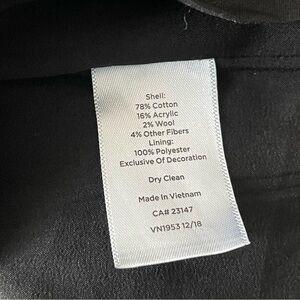 Shell:
78% Cotton
16% Acrylic
2% Wool
4% Other Fibers
Lining:
100% Polyester
Exclusive Of Decoration
Dry Clean
Made In Vietnam
CA# 23147
VN1953 12/18